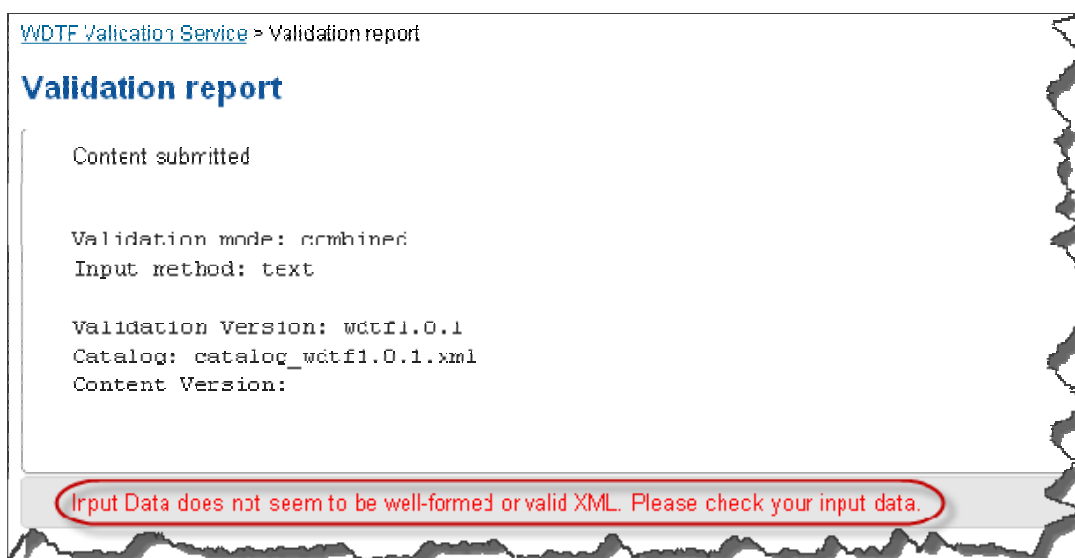 WDTF Validation Service > Validation report
Validation report
Content submitted
Validation mode: combined
Input method: text
Validation Version: wdtf1.0.1
Catalog: catalog_wdtf1.0.1.xml
Content Version:
Input Data does not seem to be well-formed or valid XML. Please check your input data.